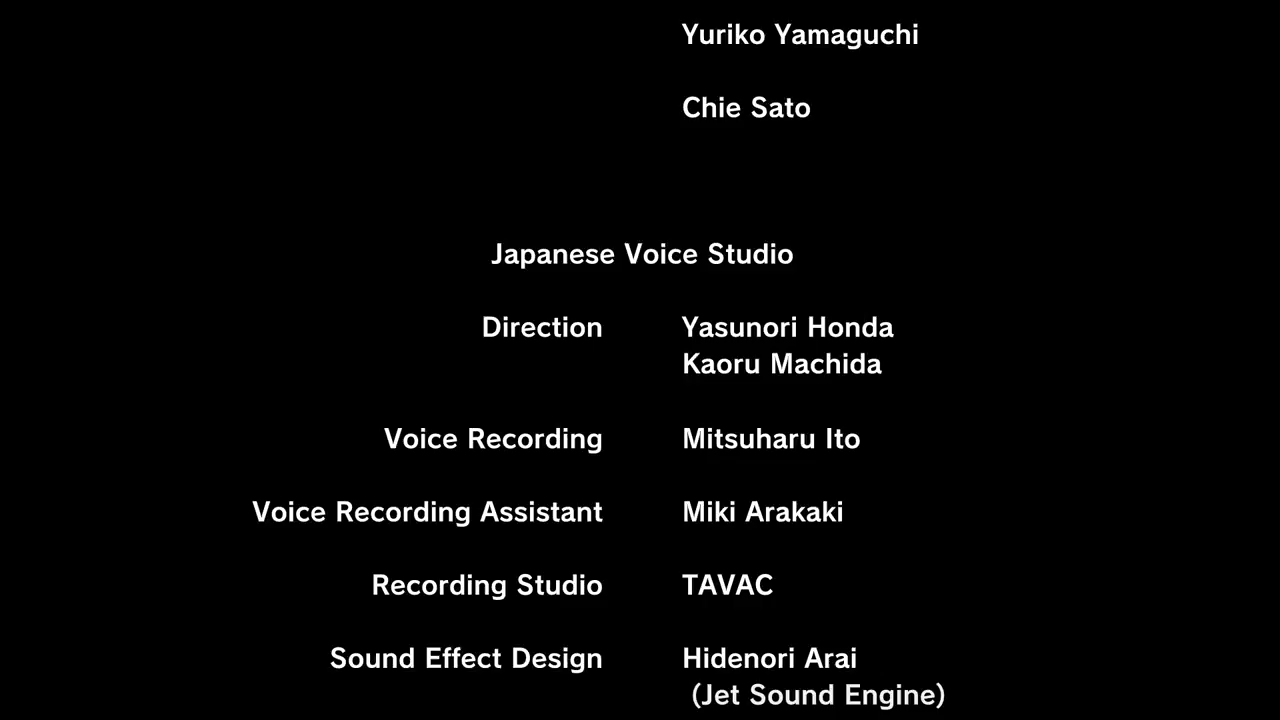 Yuriko Yamaguchi
Chie Sato
Japanese Voice Studio
Direction Yasunori Honda
Kaoru Machida
Voice Recording Mitsuharu Ito
Voice Recording Assistant Miki Arakaki
Recording Studio TAVAC
Sound Effect Design Hidenori Arai
(Jet Sound Engine)